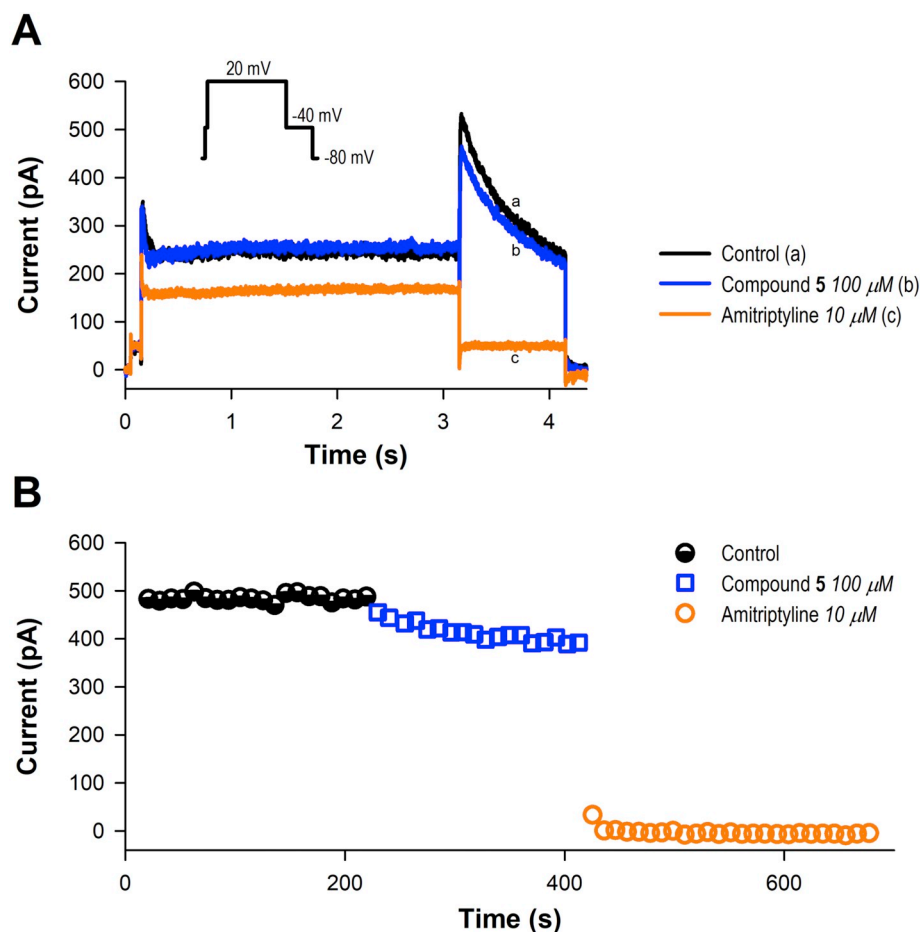 A
600
500
400
300
200
100
0
Current (pA)
20 mV
-40 mV
-80 mV
a
b
c
0
1
2
3
4
Time (s)
Control (a)
Compound 5 100 μM (b)
Amitriptyline 10 μM (c)
B
600
500
400
300
200
100
0
Current (pA)
Control
Compound 5 100 μM
Amitriptyline 10 μM
0
200
400
600
Time (s)